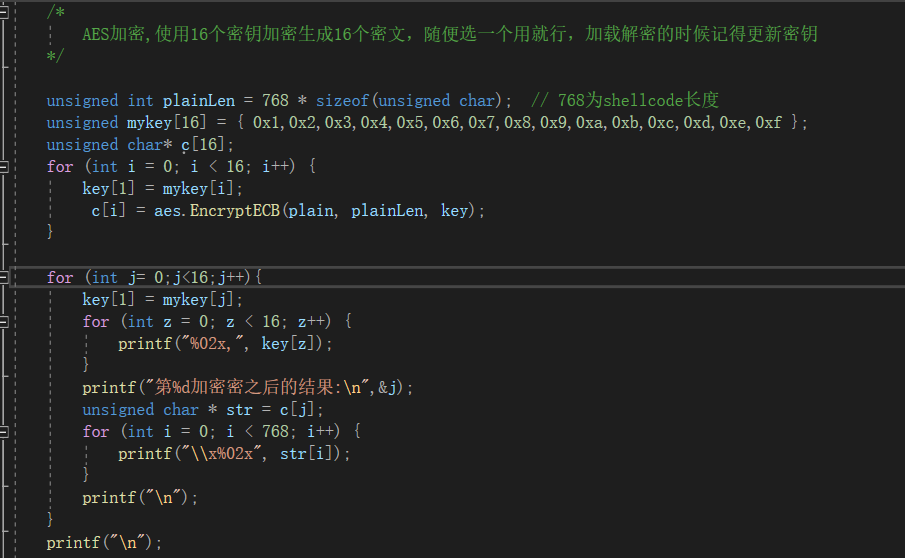 /*
AES加密,使用16个密钥加密生成16个密文，随便选一个用就行，加载解密的时候记得更新密钥
*/
unsigned int plainLen = 768 * sizeof(unsigned char);  // 768为shellcode长度
unsigned mykey[16] = { 0x1,0x2,0x3,0x4,0x5,0x6,0x7,0x8,0x9,0xa,0xb,0xc,0xd,0xe,0xf };
unsigned char* c[16];
for (int i = 0; i < 16; i++) {
key[1] = mykey[i];
c[i] = aes.EncryptECB(plain, plainLen, key);
}
for (int j= 0;j<16;j++){
key[1] = mykey[j];
for (int z = 0; z < 16; z++) {
printf("%02x,", key[z]);
}
printf("第%d加密密之后的结果:\n",&j);
unsigned char * str = c[j];
for (int i = 0; i < 768; i++) {
printf("\\x%02x", str[i]);
}
printf("\n");
}
printf("\n");